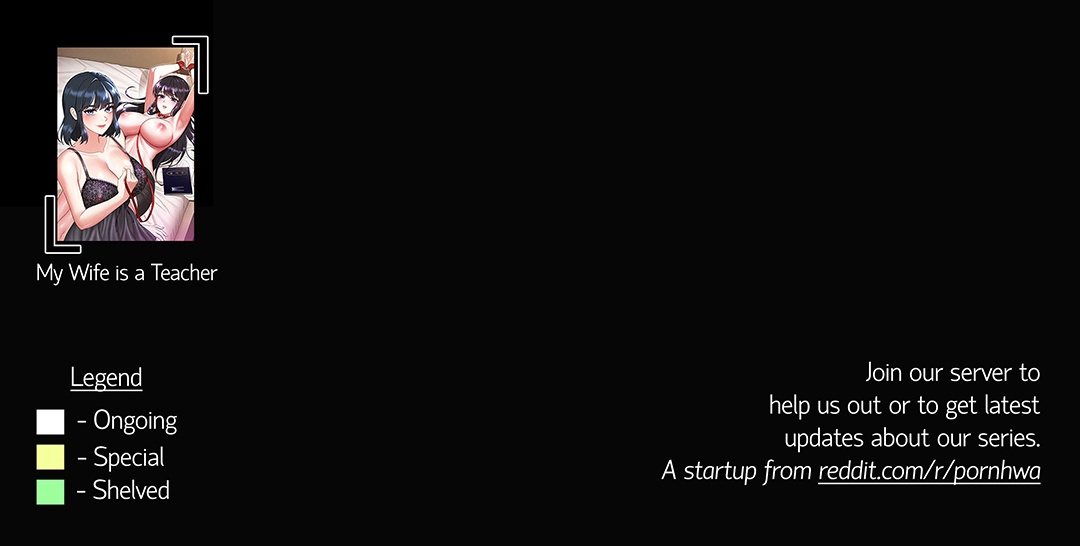 My Wife is a Teacher
Legend
- Ongoing
- Special
- Shelved
Join our server to
help us out or to get latest
updates about our series.
A startup from reddit.com/r/pornhwa